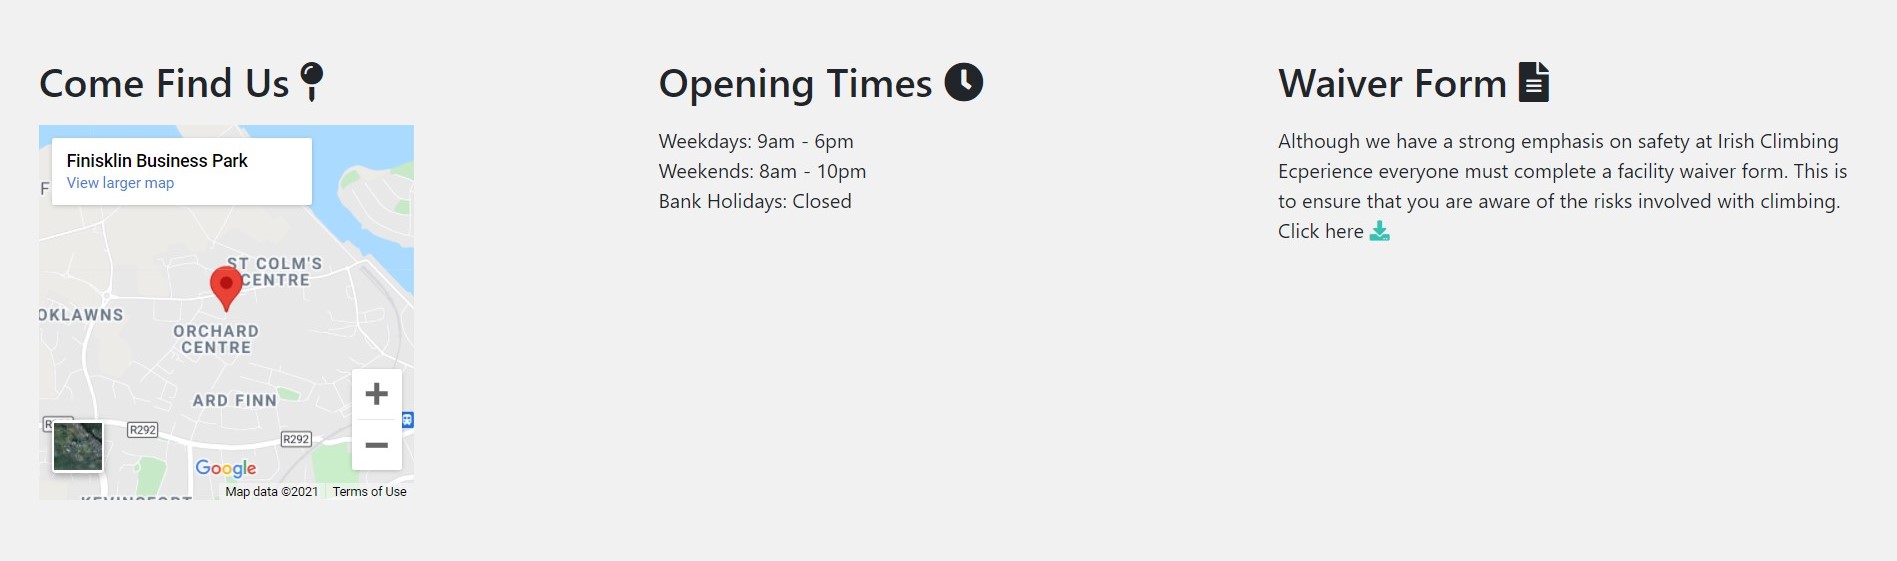 Come Find Us
Finisklin Business Park
View larger map
F
ST COLM'S
CENTRE
OKLAWNS
ORCHARD
CENTRE
ARD FINN
R292
R292
Google
Map data ©2021
Terms of Use
Opening Times
Weekdays: 9am - 6pm
Weekends: 8am - 10pm
Bank Holidays: Closed
Waiver Form
Although we have a strong emphasis on safety at Irish Climbing
Ecperience everyone must complete a facility waiver form. This is
to ensure that you are aware of the risks involved with climbing.
Click here